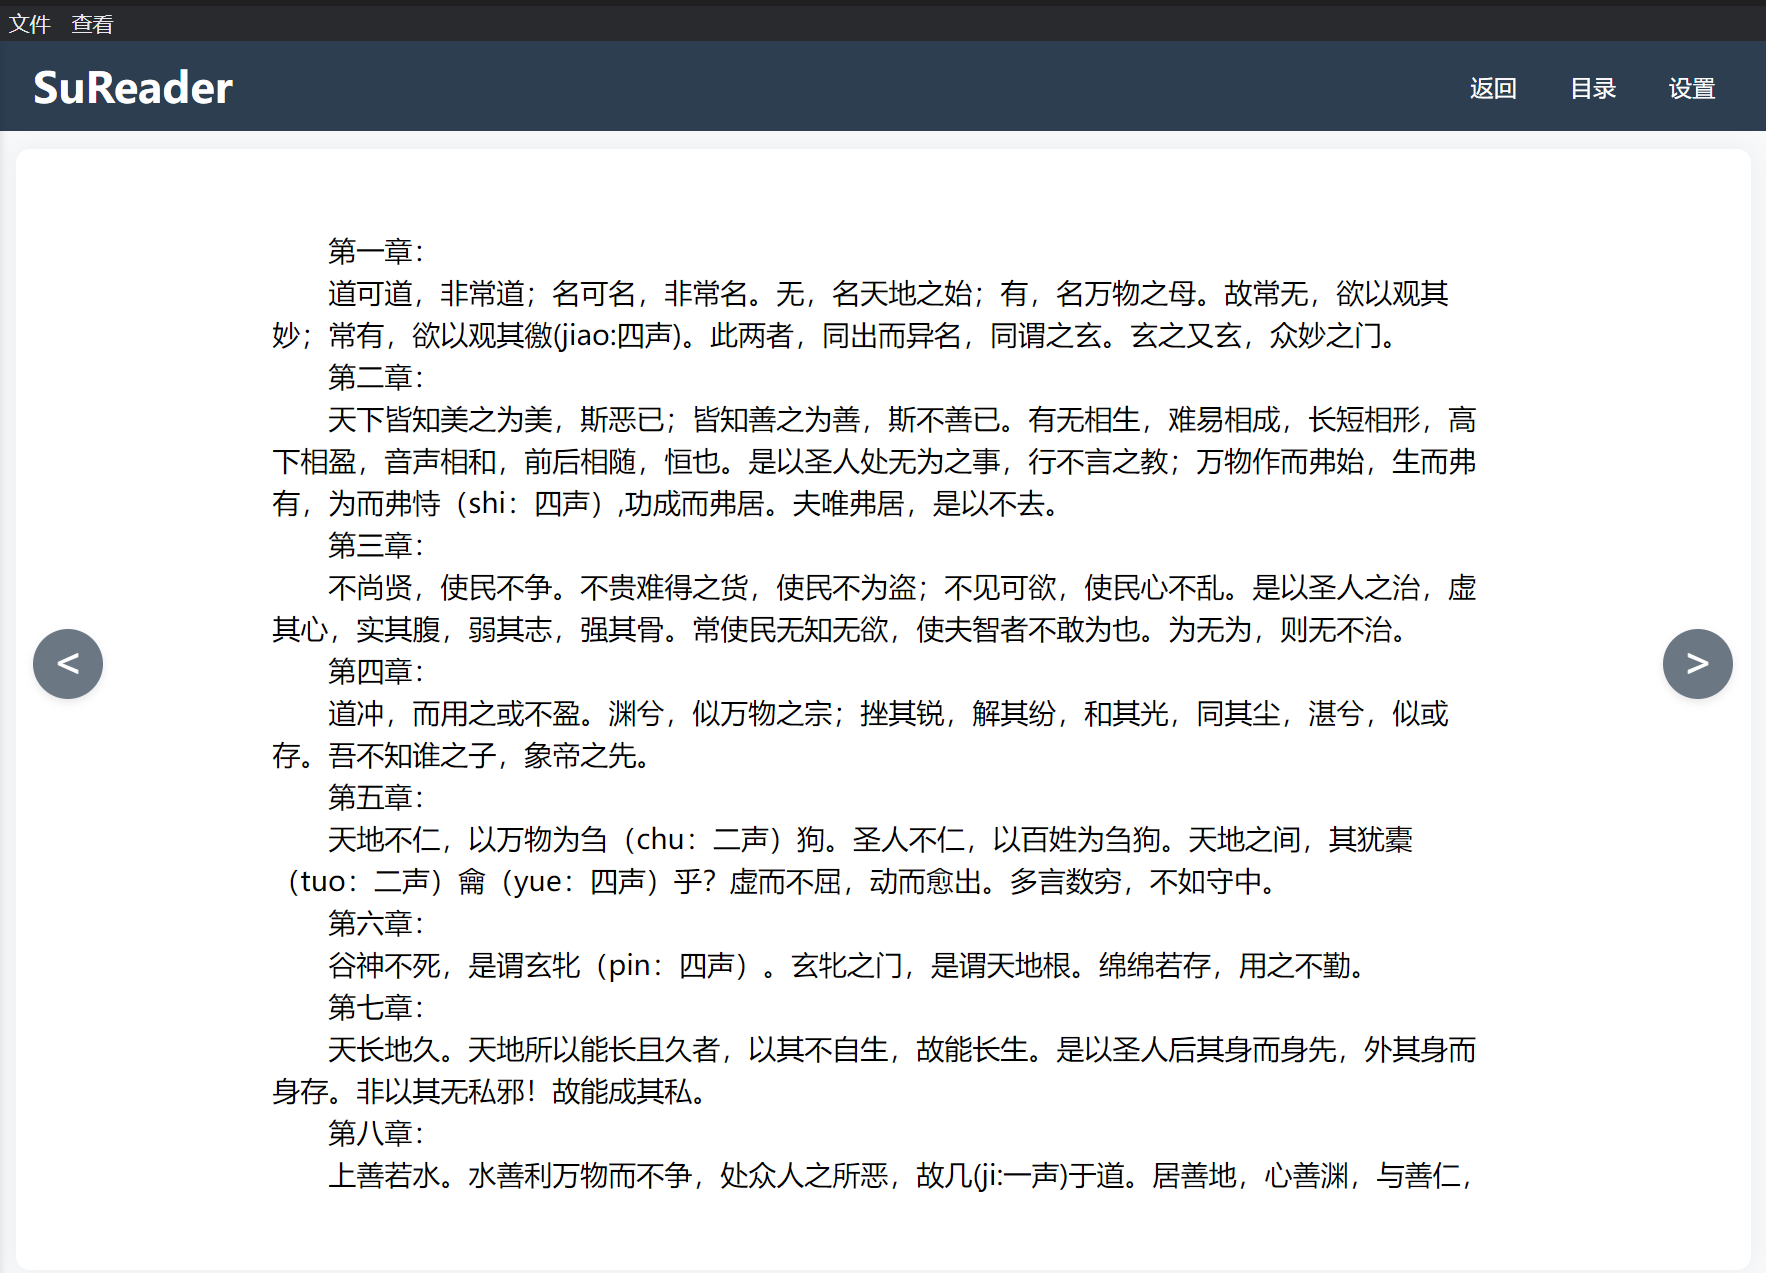 文件 查看
SuReader 返回 目录 设置
第一章：
道可道，非常道；名可名，非常名。无，名天地之始；有，名万物之母。故常无，欲以观其
妙；常有，欲以观其徼(jiao:四声)。此两者，同出而异名，同谓之玄。玄之又玄，众妙之门。
第二章：
天下皆知美之为美，斯恶已；皆知善之为善，斯不善已。有无相生，难易相成，长短相形，高
下相盈，音声相和，前后相随，恒也。是以圣人处无为之事，行不言之教；万物作而弗始，生而弗
有，为而弗恃（shi：四声）,功成而弗居。夫唯弗居，是以不去。
第三章：
不尚贤，使民不争。不贵难得之货，使民不为盗；不见可欲，使民心不乱。是以圣人之治，虚
其心，实其腹，弱其志，强其骨。常使民无知无欲，使夫智者不敢为也。为无为，则无不治。
第四章：
道冲，而用之或不盈。渊兮，似万物之宗；挫其锐，解其纷，和其光，同其尘，湛兮，似或
存。吾不知谁之子，象帝之先。
第五章：
天地不仁，以万物为刍（chu：二声）狗。圣人不仁，以百姓为刍狗。天地之间，其犹橐
（tuo：二声）龠（yue：四声）乎？虚而不屈，动而愈出。多言数穷，不如守中。
第六章：
谷神不死，是谓玄牝（pin：四声）。玄牝之门，是谓天地根。绵绵若存，用之不勤。
第七章：
天长地久。天地所以能长且久者，以其不自生，故能长生。是以圣人后其身而身先，外其身而
身存。非以其无私邪！故能成其私。
第八章：
上善若水。水善利万物而不争，处众人之所恶，故几(ji:一声)于道。居善地，心善渊，与善仁，
<
>